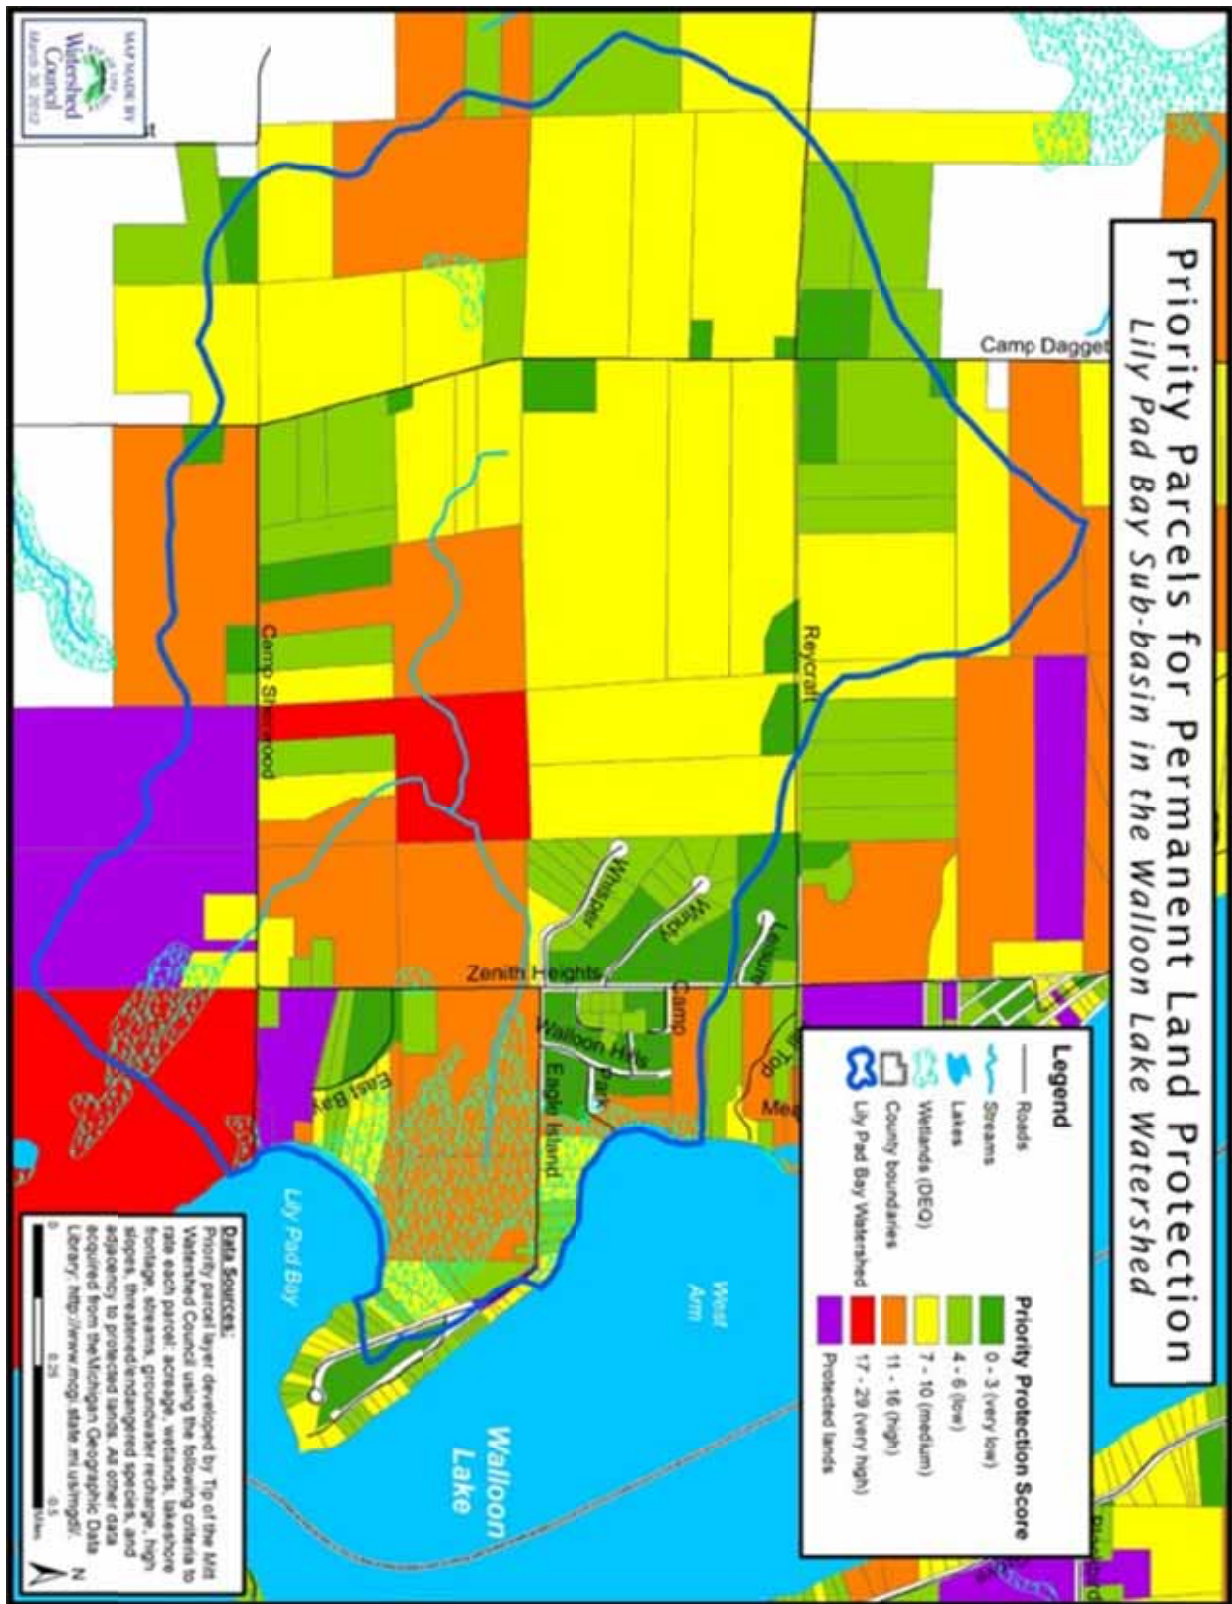 Priority Parcels for Permanent Land Protection
Lily Pad Bay Sub-basin in the Walloon Lake Watershed
MAP MADE BY
TIP OF THE MITT
Watershed
Council
March 30, 2012
Camp Dagget
Reycraft
Camp Sherwood
Whisper
Windy
Leisure
Zenith Heights
Camp
Walloon Hills
Park
Eagle Island
East Bay
Top
Lily Pad Bay
West
Arm
Walloon
Lake
Legend
Roads
Streams
Lakes
Wetlands (DEQ)
County boundaries
Lily Pad Bay Watershed
Priority Protection Score
0 - 3 (very low)
4 - 6 (low)
7 - 10 (medium)
11 - 16 (high)
17 - 29 (very high)
Protected lands
Data Sources:
Priority parcel layer developed by Tip of the Mitt
Watershed Council using the following criteria to
rate each parcel: acreage, wetlands, lakeshore
frontage, streams, groundwater recharge, high
slopes, threatened/endangered species, and
adjacency to protected lands. All other data
acquired from the Michigan Geographic Data
Library: http://www.mcgi.state.mi.us/mgdl/.
0 0.25 0.5
Miles
N